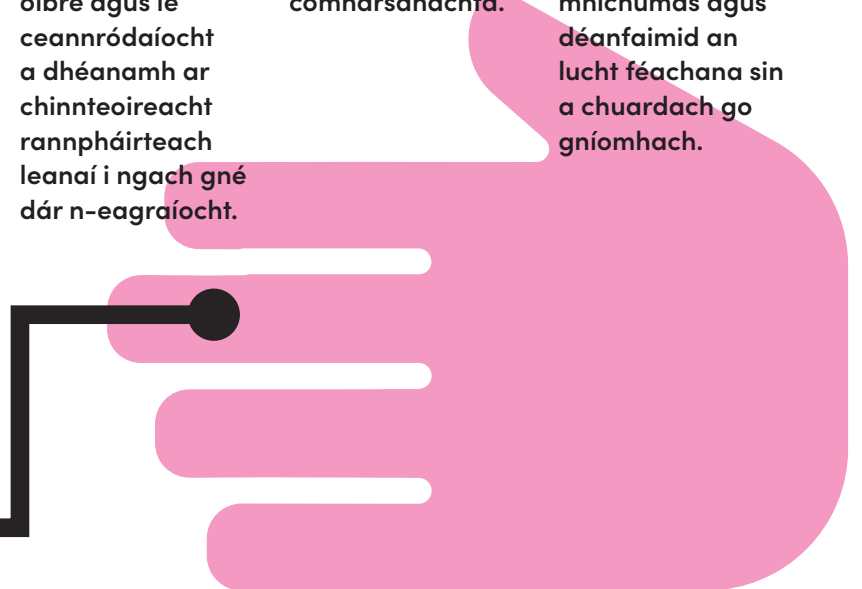 oibre agus le
ceannródaíocht
a dhéanamh ar
chinnteoireacht
rannpháirteach
leanaí i ngach gné
dár n-eagraíocht.
comharsanachta.
mhíchumas agus
déanfaimid an
lucht féachana sin
a chuardach go
gníomhach.